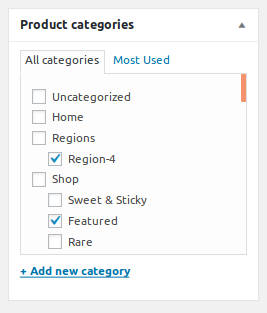 Product categories
All categories Most Used
Uncategorized
Home
Regions
Region-4
Shop
Sweet & Sticky
Featured
Rare
+ Add new category